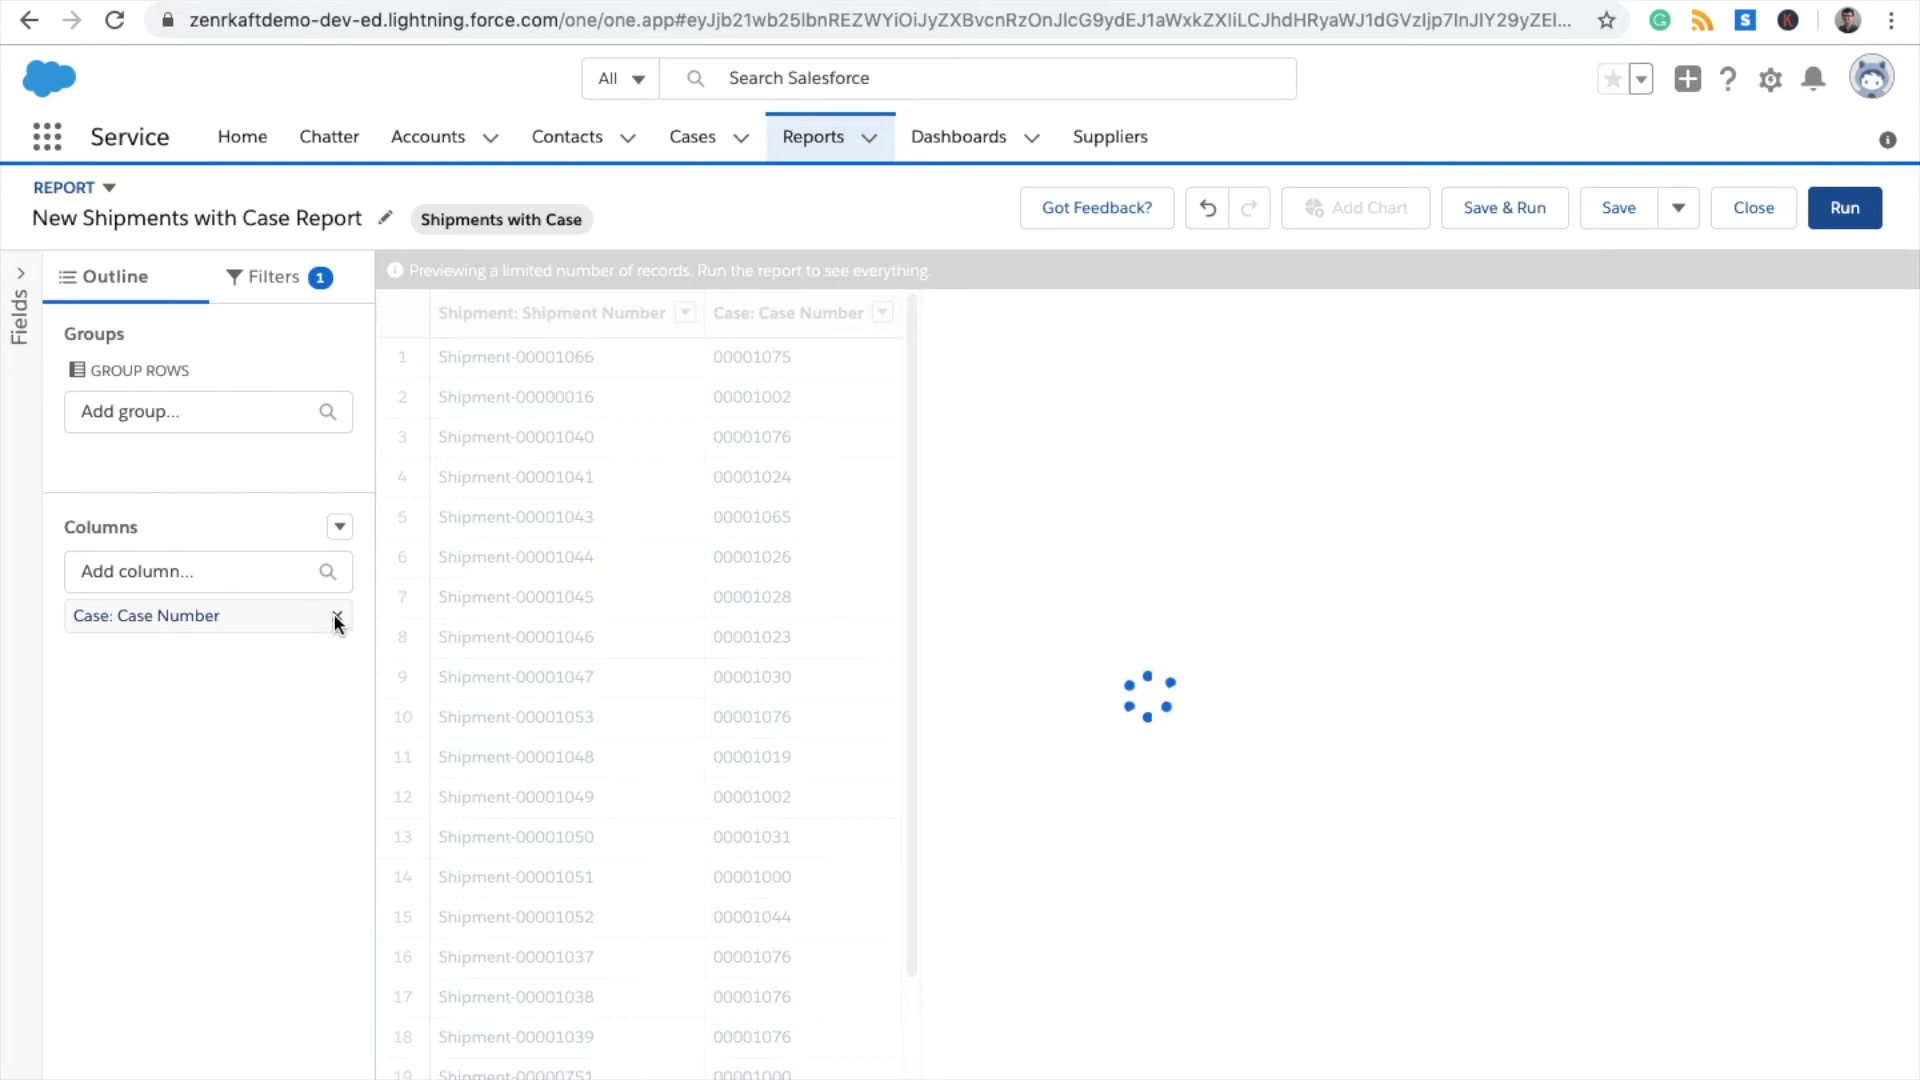 zenrkaftdemo-dev-ed.lightning.force.com/one/one.app#eyJjb21wb25lbnREZWYiOiJyZXBvcnRzOnJlcG9ydEJ1aWxkZXIiLCJhdHRyaWJ1dGVzIjp7InJlY29yZEl...
All
Search Salesforce
Service
Home
Chatter
Accounts
Contacts
Cases
Reports
Dashboards
Suppliers
REPORT
New Shipments with Case Report
Shipments with Case
Got Feedback?
Add Chart
Save & Run
Save
Close
Run
Fields
Outline
Filters 1
Groups
GROUP ROWS
Add group...
Columns
Add column...
Case: Case Number
Previewing a limited number of records. Run the report to see everything.
Shipment: Shipment Number Case: Case Number
1 Shipment-00001066 00001075
2 Shipment-00000016 00001002
3 Shipment-00001040 00001076
4 Shipment-00001041 00001024
5 Shipment-00001043 00001065
6 Shipment-00001044 00001026
7 Shipment-00001045 00001028
8 Shipment-00001046 00001023
9 Shipment-00001047 00001030
10 Shipment-00001053 00001076
11 Shipment-00001048 00001019
12 Shipment-00001049 00001002
13 Shipment-00001050 00001031
14 Shipment-00001051 00001000
15 Shipment-00001052 00001044
16 Shipment-00001037 00001076
17 Shipment-00001038 00001076
18 Shipment-00001039 00001076
19 Shipment-00000751 00001000